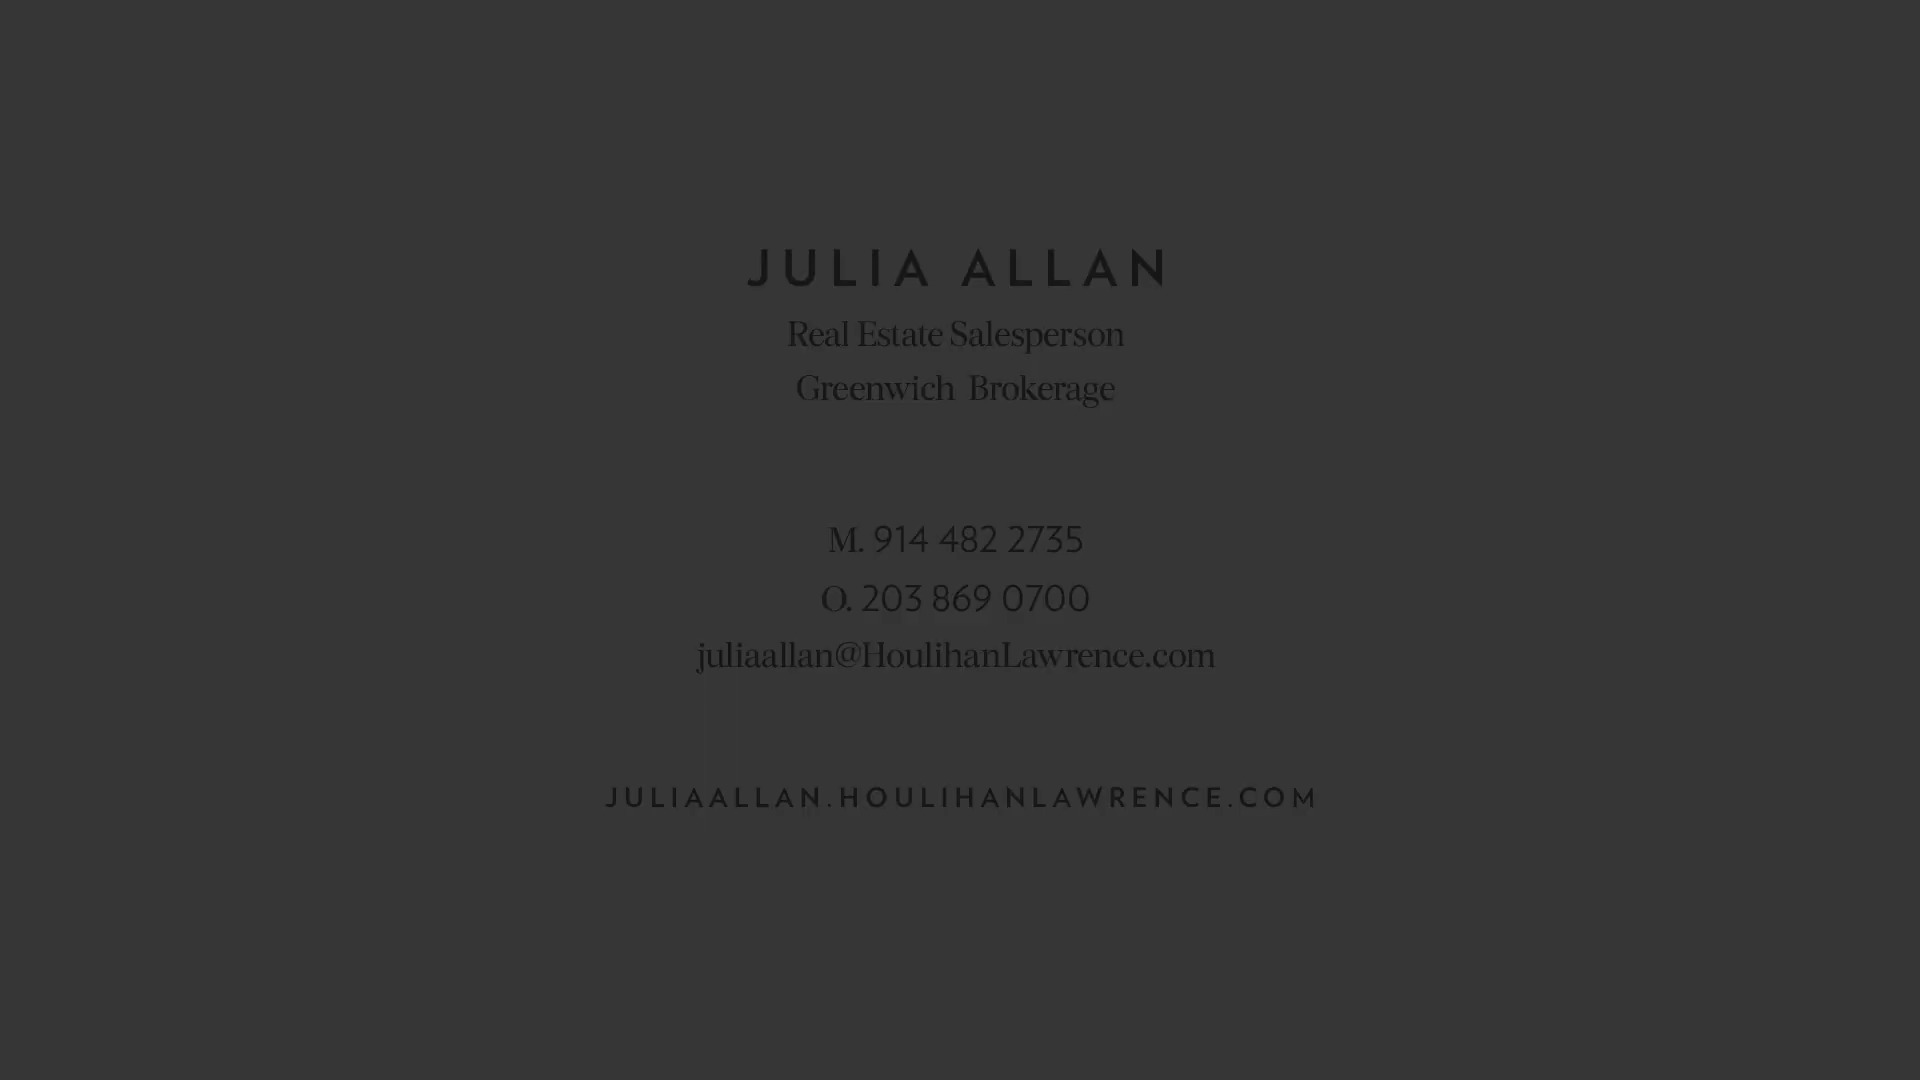 JULIA ALLAN
Real Estate Salesperson
Greenwich Brokerage
M. 914 482 2735
O. 203 869 0700
juliaallan@HoulihanLawrence.com
JULIAALLAN.HOULIHANLAWRENCE.COM